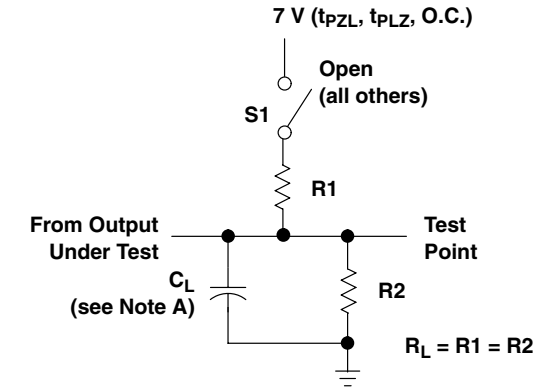 7 V (tPZL, tPLZ, O.C.)
Open
(all others)
S1
R1
From Output
Under Test
Test
Point
CL
(see Note A)
R2
RL = R1 = R2